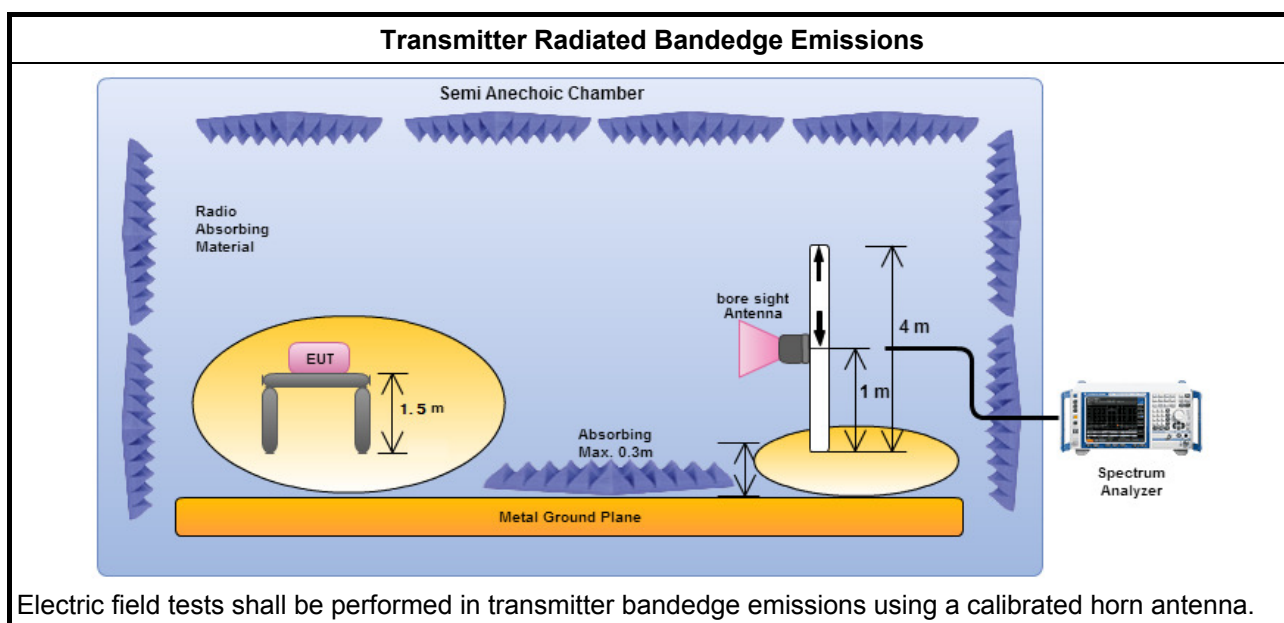 Transmitter Radiated Bandedge Emissions
Semi Anechoic Chamber
Radio
Absorbing
Material
bore sight
Antenna
4 m
EUT
1 m
1. 5 m
Absorbing
Max. 0.3m
Spectrum
Analyzer
Metal Ground Plane
Electric field tests shall be performed in transmitter bandedge emissions using a calibrated horn antenna.